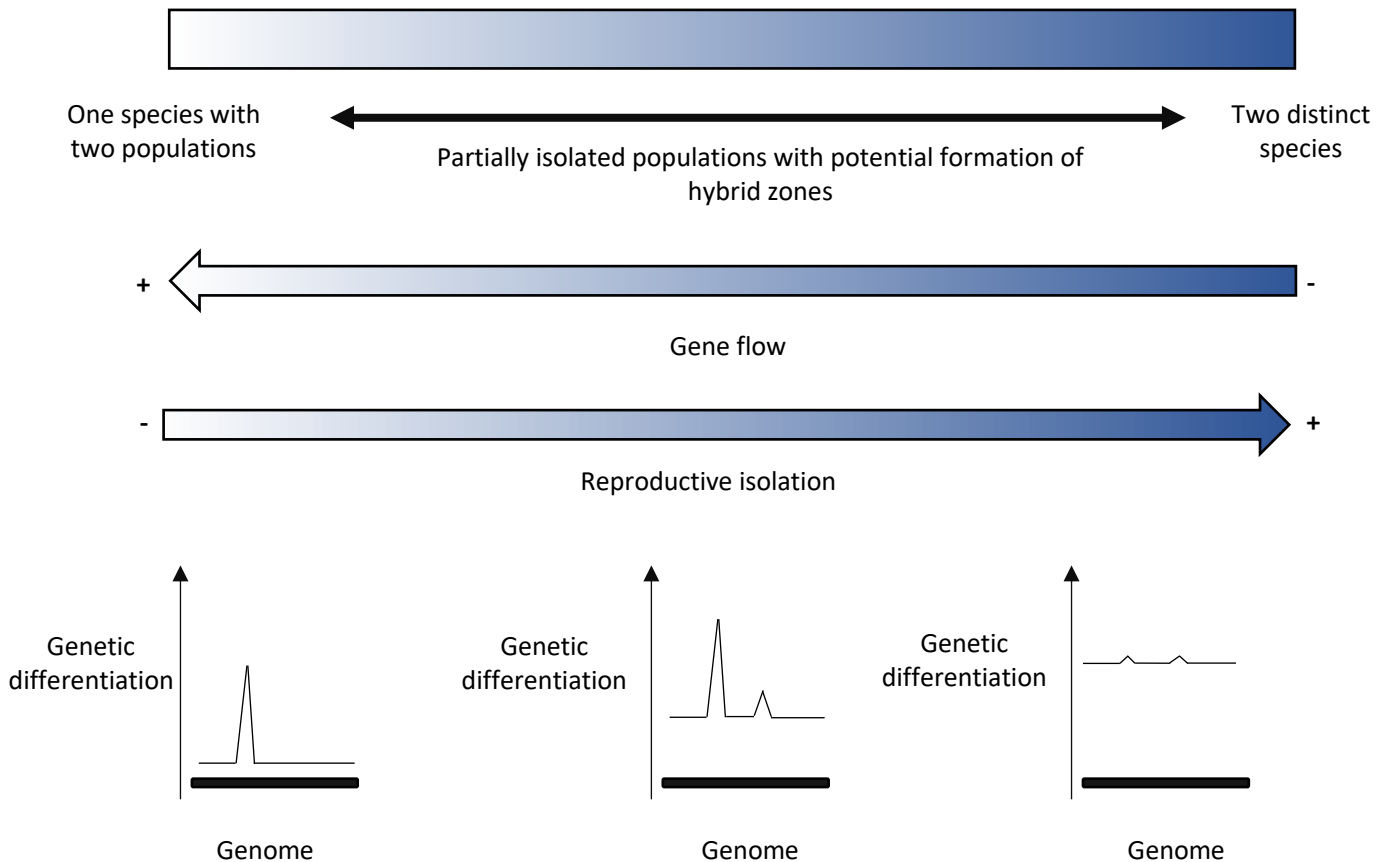 One species with
two populations
Partially isolated populations with potential formation of
hybrid zones
Two distinct
species
+
-
Gene flow
-
+
Reproductive isolation
Genetic
differentiation
Genome
Genetic
differentiation
Genome
Genetic
differentiation
Genome